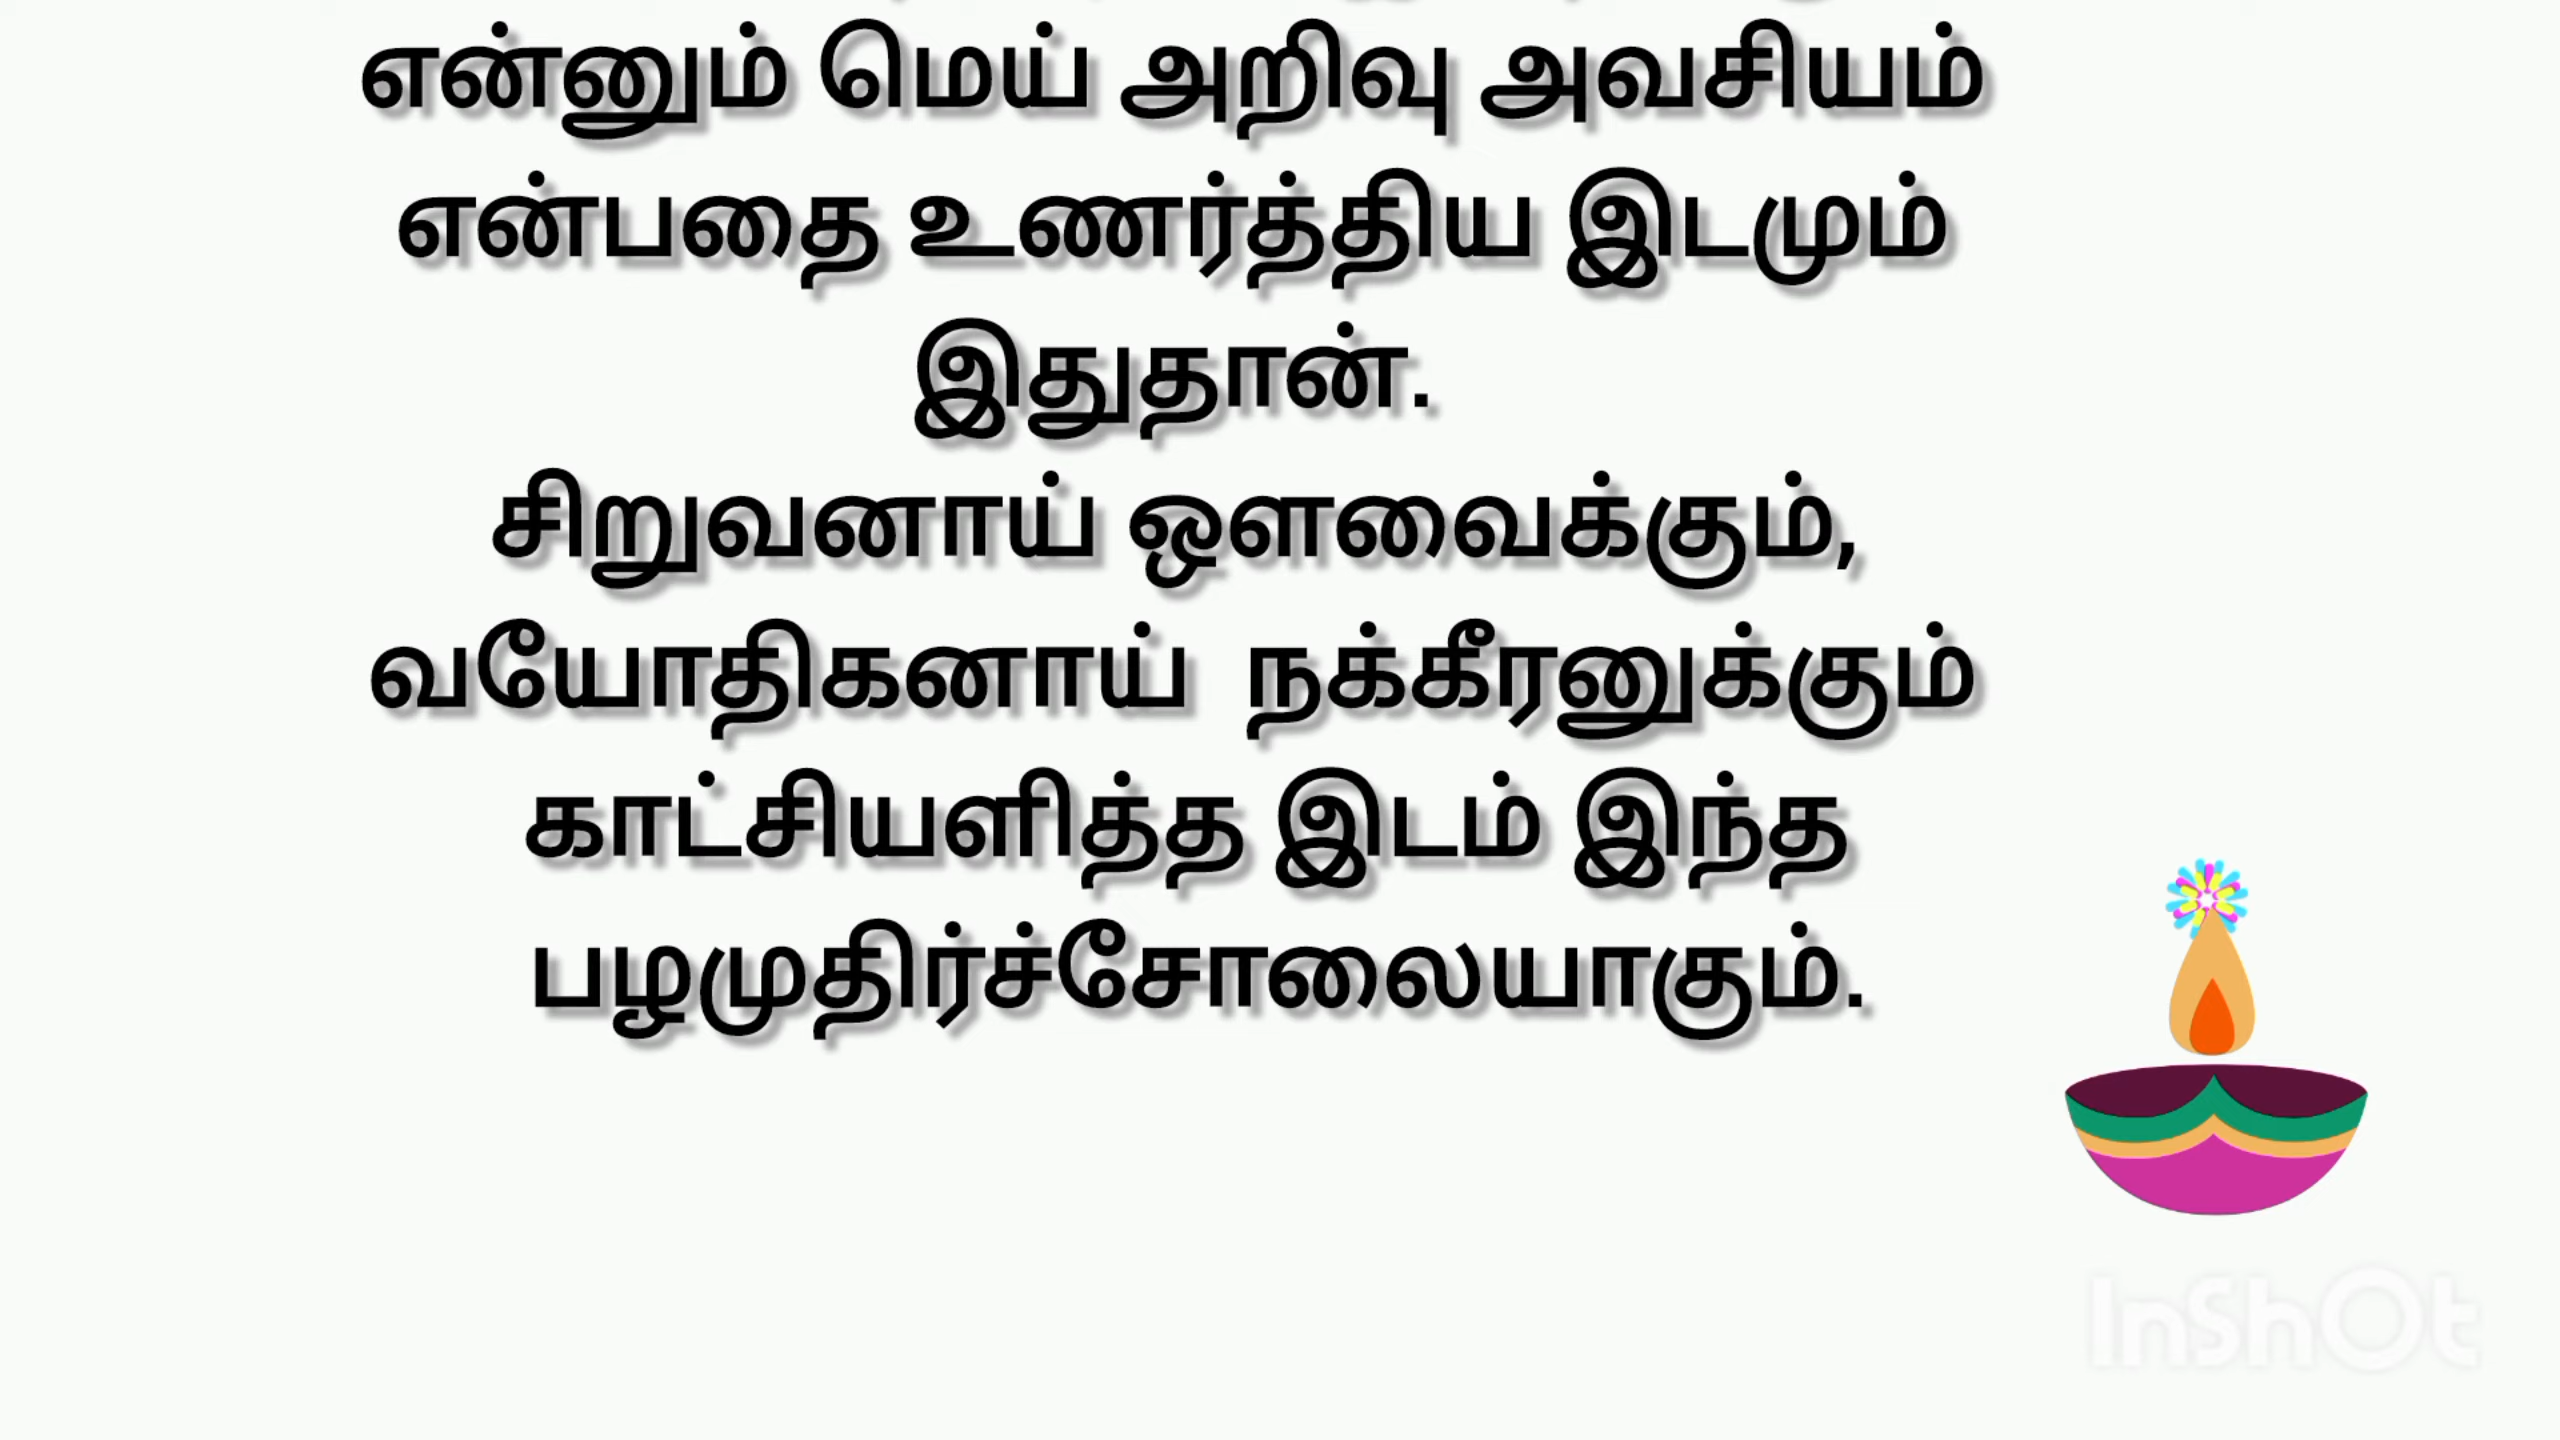 என்னும் மெய் அறிவு அவசியம்
என்பதை உணர்த்திய இடமும்
இதுதான்.
சிறுவனாய் ஔவைக்கும்,
வயோதிகனாய் நக்கீரனுக்கும்
காட்சியளித்த இடம் இந்த
பழமுதிர்ச்சோலையாகும்.
InShOt